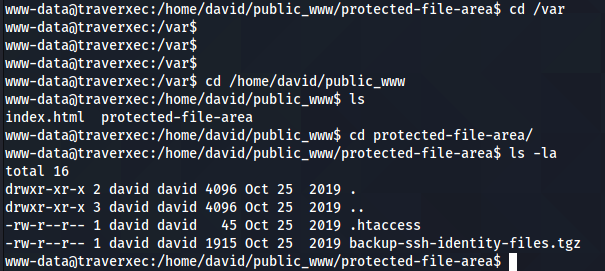 www-data@traverxec:/home/david/public_www/protected-file-area$ cd /var
www-data@traverxec:/var$
www-data@traverxec:/var$
www-data@traverxec:/var$
www-data@traverxec:/var$ cd /home/david/public_www
www-data@traverxec:/home/david/public_www$ ls
index.html  protected-file-area
www-data@traverxec:/home/david/public_www$ cd protected-file-area/
www-data@traverxec:/home/david/public_www/protected-file-area$ ls -la
total 16
drwxr-xr-x 2 david david 4096 Oct 25  2019 .
drwxr-xr-x 3 david david 4096 Oct 25  2019 ..
-rw-r--r-- 1 david david   45 Oct 25  2019 .htaccess
-rw-r--r-- 1 david david 1915 Oct 25  2019 backup-ssh-identity-files.tgz
www-data@traverxec:/home/david/public_www/protected-file-area$